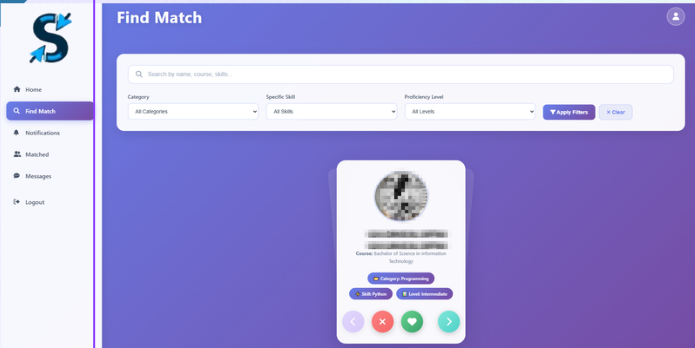 Find Match
Search by name, course, skills...
Category
Specific Skill
Proficiency Level
All Categories
All Skills
All Levels
Apply Filters
× Clear
Home
Find Match
Notifications
Matched
Messages
Logout
Course: Bachelor of Science in Information
Technology
Category: Programming
Skill: Python
Level: Intermediate